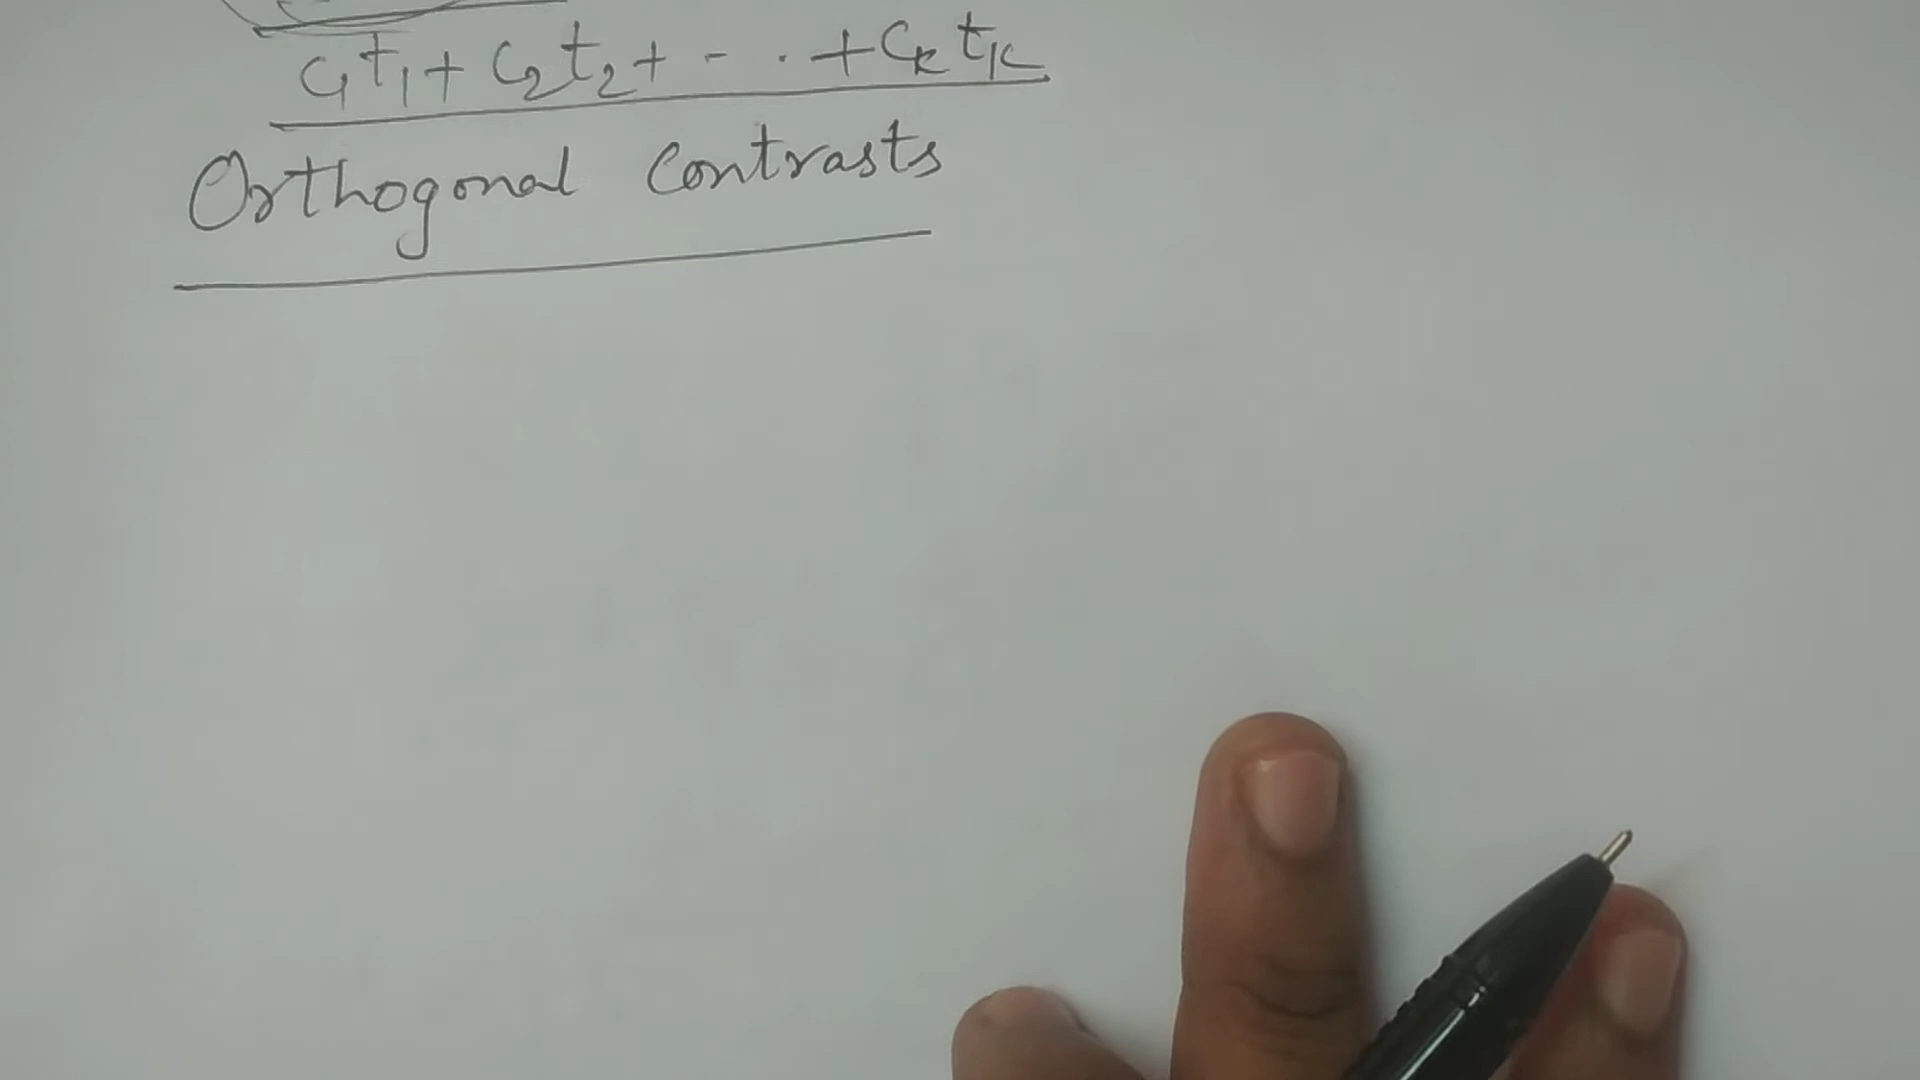 c₁t₁ + c₂t₂ + - . . + cₖtₖ
Orthogonal Contrasts